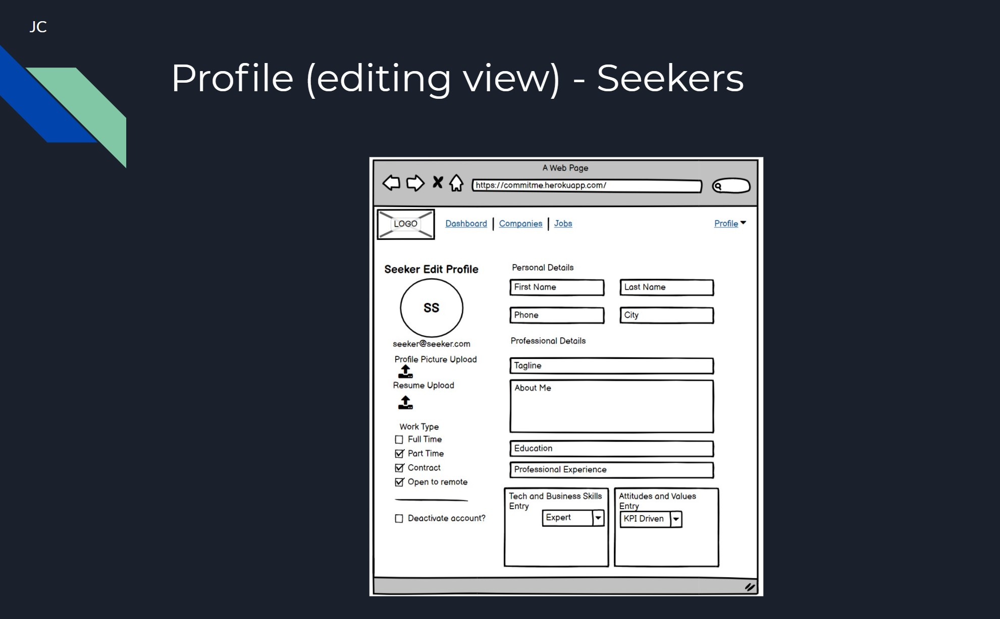 JC
Profile (editing view) - Seekers
A Web Page
https://commitme.herokuapp.com/
LOGO
Dashboard | Companies | Jobs
Profile
Seeker Edit Profile
SS
seeker@seeker.com
Profile Picture Upload
Resume Upload
Work Type
Full Time
Part Time
Contract
Open to remote
Deactivate account?
Personal Details
First Name
Last Name
Phone
City
Professional Details
Tagline
About Me
Education
Professional Experience
Tech and Business Skills
Entry
Expert
Attitudes and Values
Entry
KPI Driven